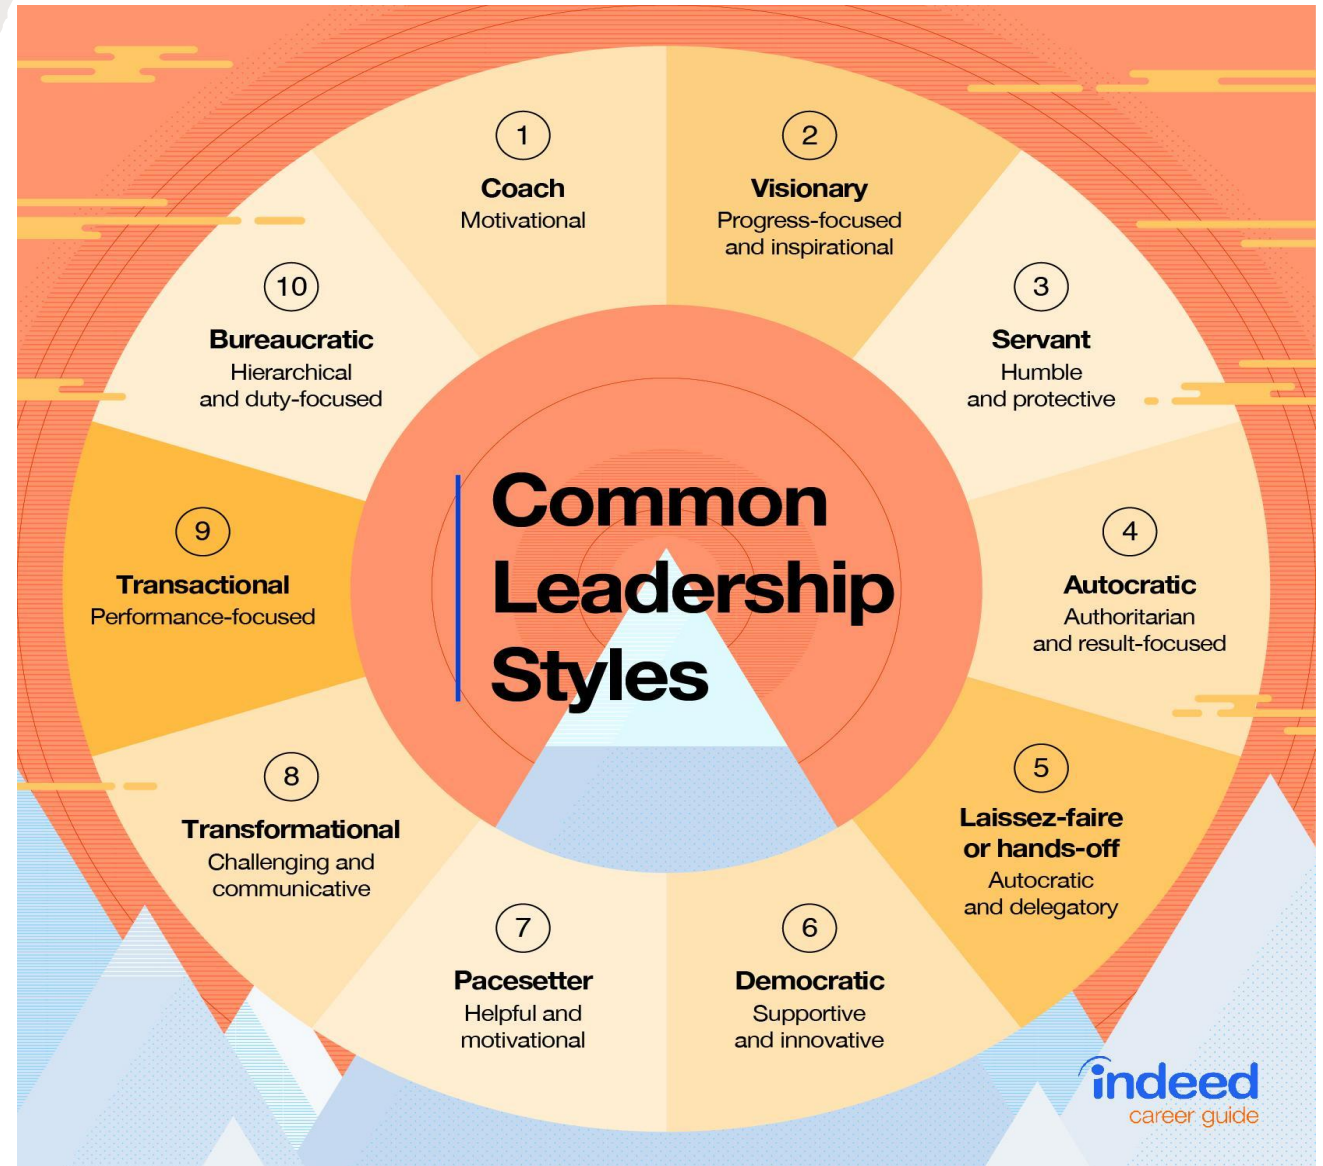 Common
Leadership
Styles
1
Coach
Motivational
2
Visionary
Progress-focused
and inspirational
3
Servant
Humble
and protective
4
Autocratic
Authoritarian
and result-focused
5
Laissez-faire
or hands-off
Autocratic
and delegatory
6
Democratic
Supportive
and innovative
7
Pacesetter
Helpful and
motivational
8
Transformational
Challenging and
communicative
9
Transactional
Performance-focused
10
Bureaucratic
Hierarchical
and duty-focused
indeed
career guide